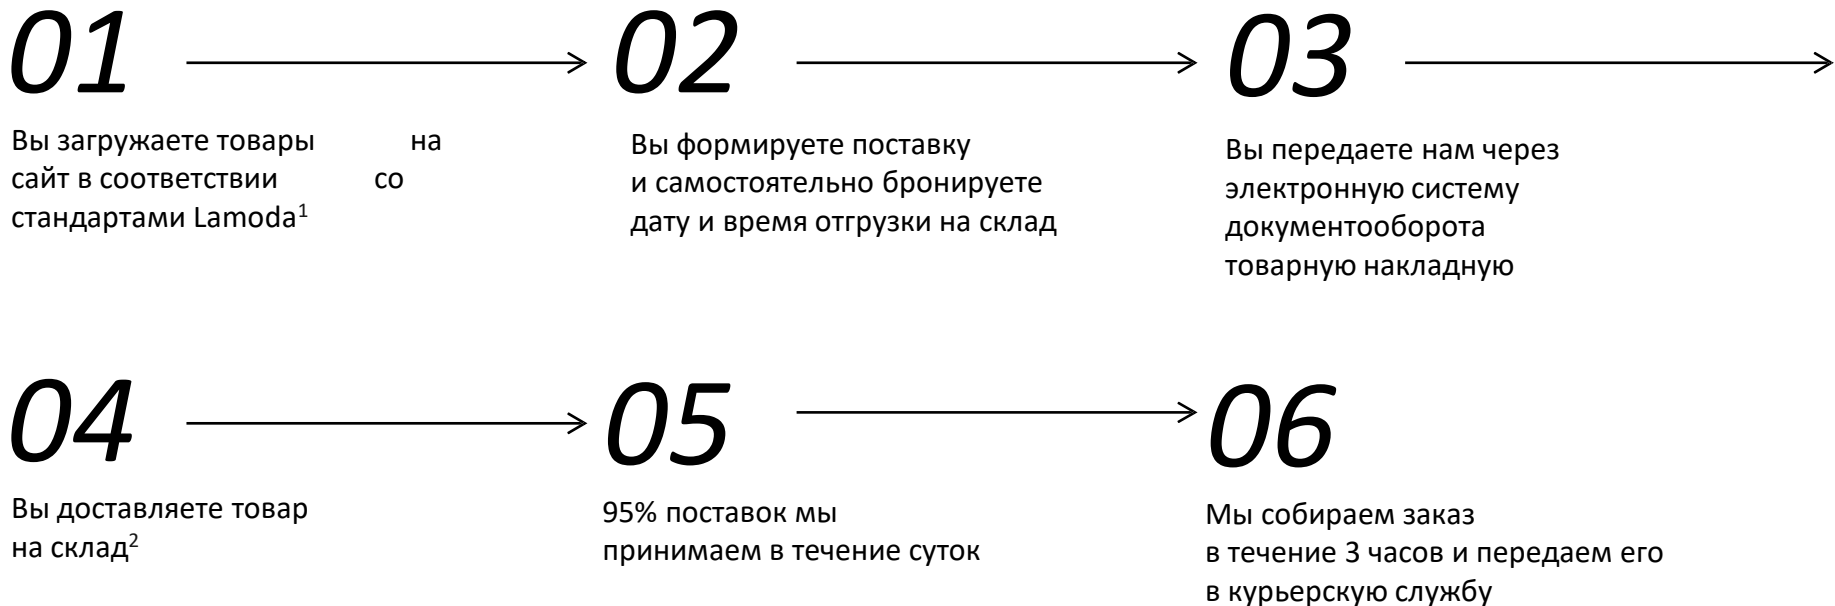 01
Вы загружаете товары на
сайт в соответствии со
стандартами Lamoda¹
02
Вы формируете поставку
и самостоятельно бронируете
дату и время отгрузки на склад
03
Вы передаете нам через
электронную систему
документооборота
товарную накладную
04
Вы доставляете товар
на склад²
05
95% поставок мы
принимаем в течение суток
06
Мы собираем заказ
в течение 3 часов и передаем его
в курьерскую службу